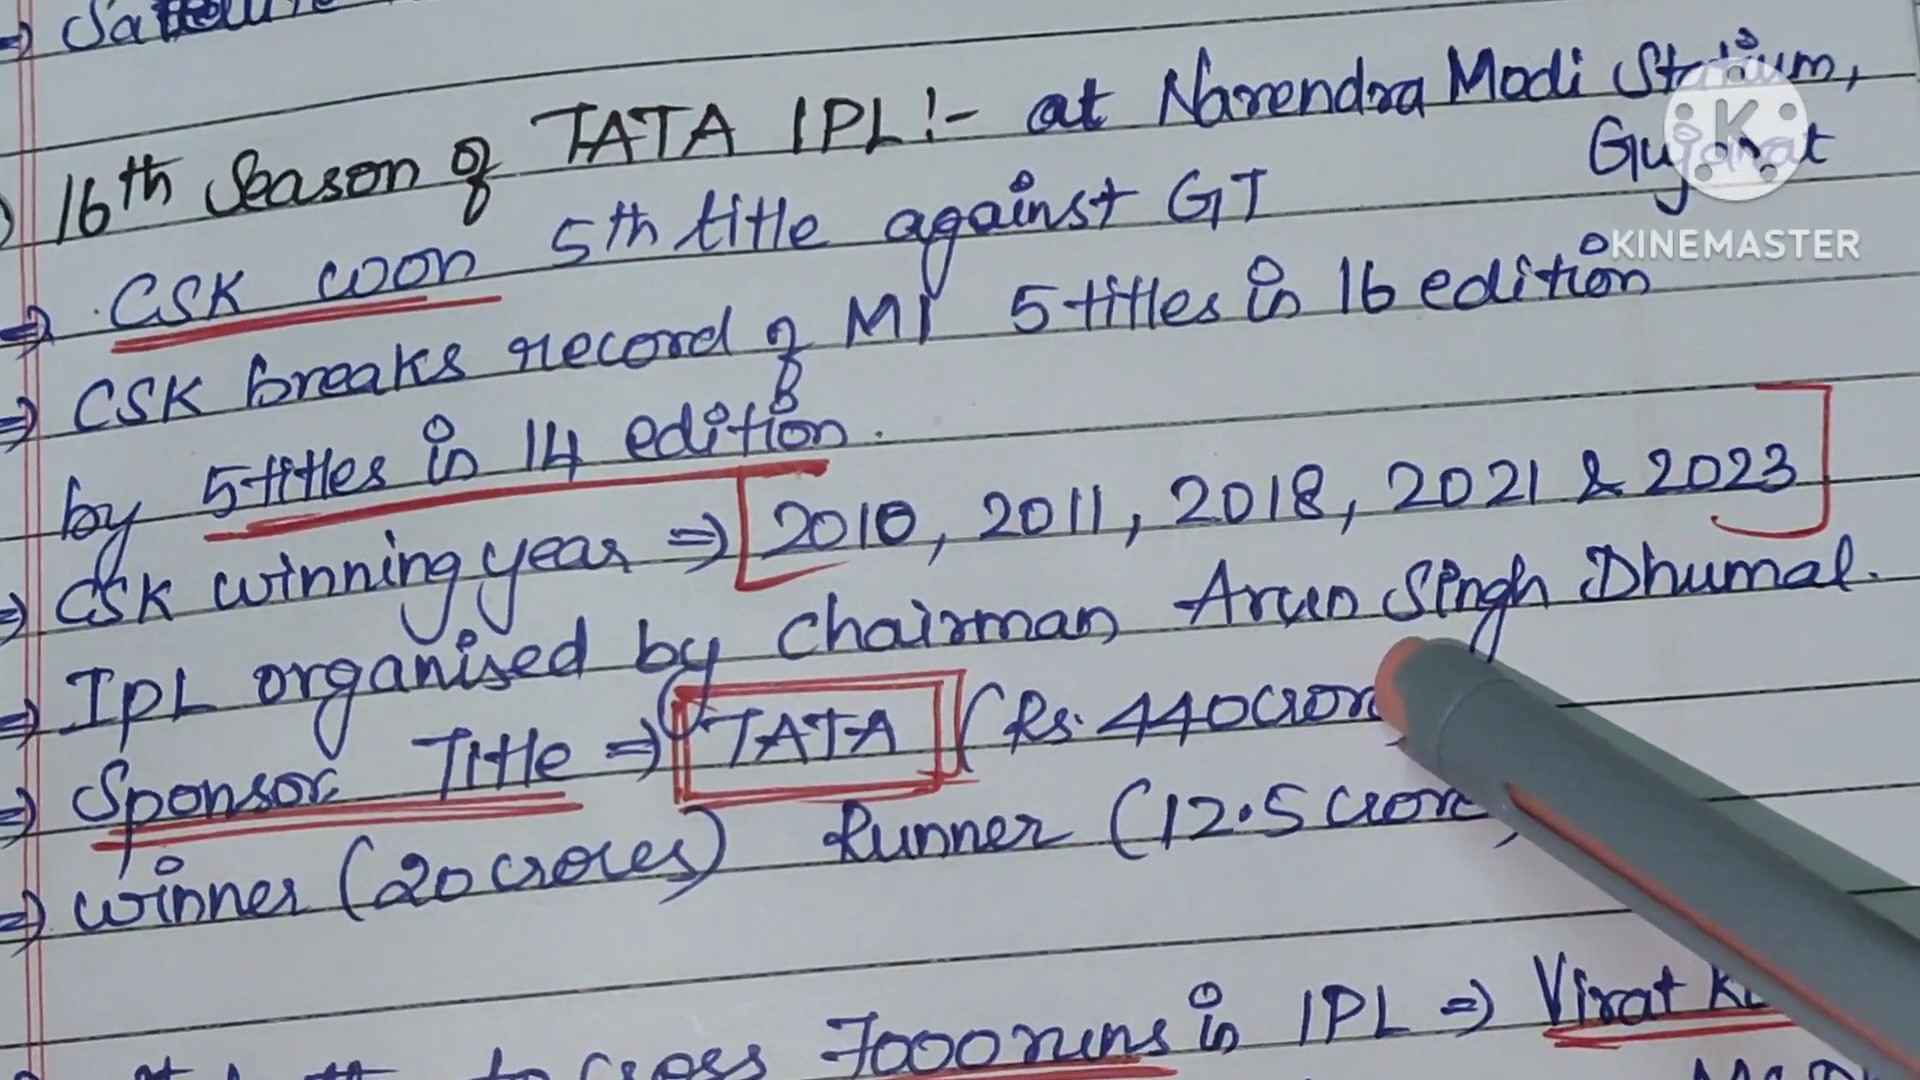 ⇒ Sa
16th Season of TATA IPL:- at Narendra Modi Stadium,
Gujarat
KINEMASTER
⇒ CSK won 5th title against GT
⇒ CSK breaks record of MI 5 titles in 16 edition
by 5 titles in 14 edition.
⇒ CSK winning year ⇒ 2010, 2011, 2018, 2021 & 2023
⇒ IPL organised by Chairman Arun Singh Dhumal.
⇒ Sponsor Title ⇒ TATA (Rs. 440 crore
⇒ Winner (20 crores) Runner (12.5 crore)
to cross 7000 runs in IPL ⇒ Virat